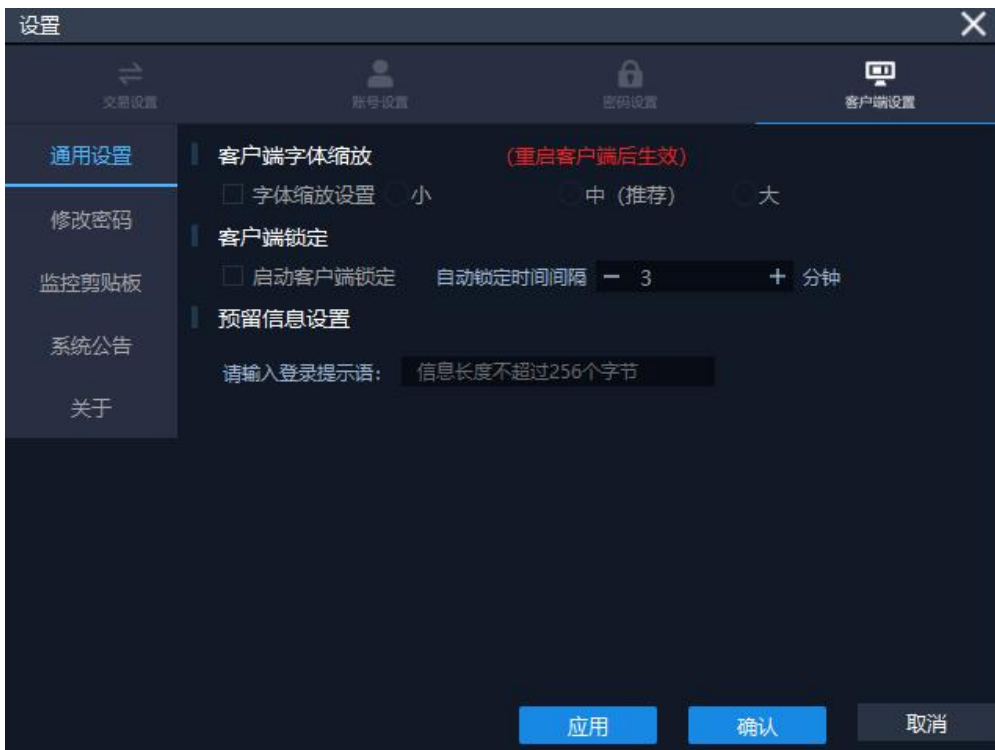 设置
交易设置 账号设置 密码设置 客户端设置
通用设置
修改密码
监控剪贴板
系统公告
关于
客户端字体缩放 (重启客户端后生效)
字体缩放设置 小 中（推荐） 大
客户端锁定
启动客户端锁定 自动锁定时间间隔 3 分钟
预留信息设置
请输入登录提示语： 信息长度不超过256个字节
应用 确认 取消